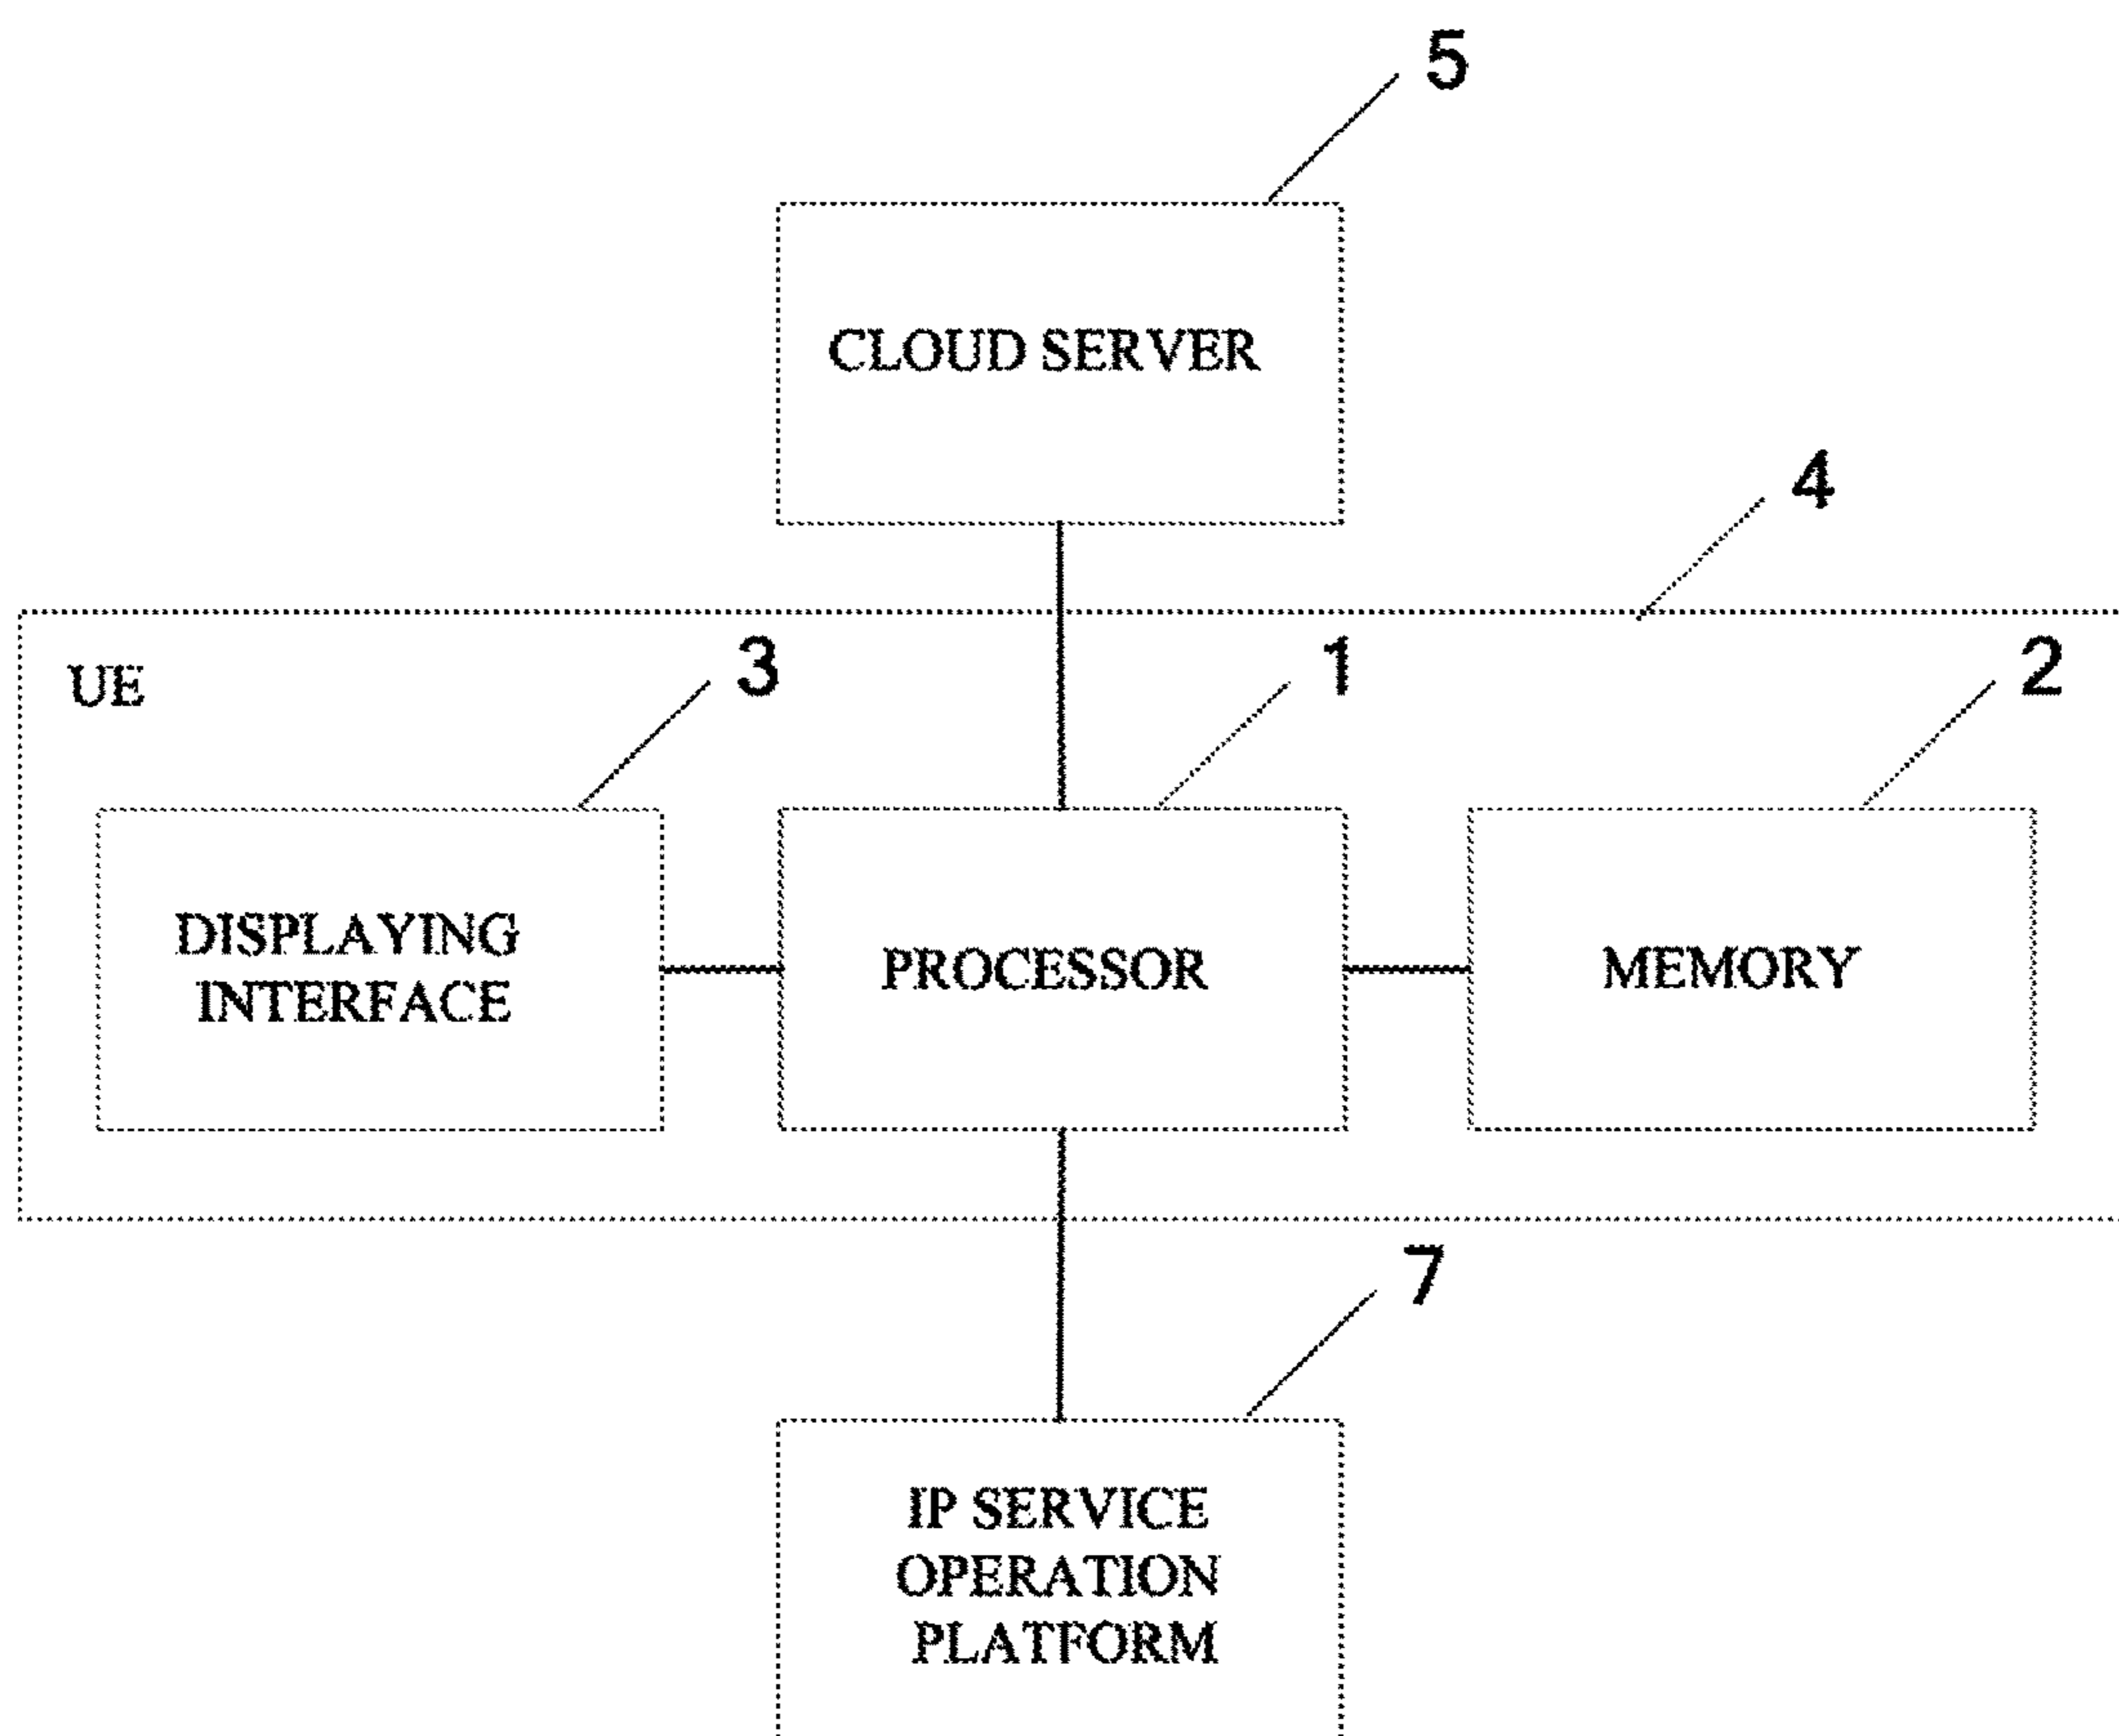 5
CLOUD SERVER
4
UE
3
1
2
DISPLAYING
INTERFACE
PROCESSOR
MEMORY
7
IP SERVICE
OPERATION
PLATFORM